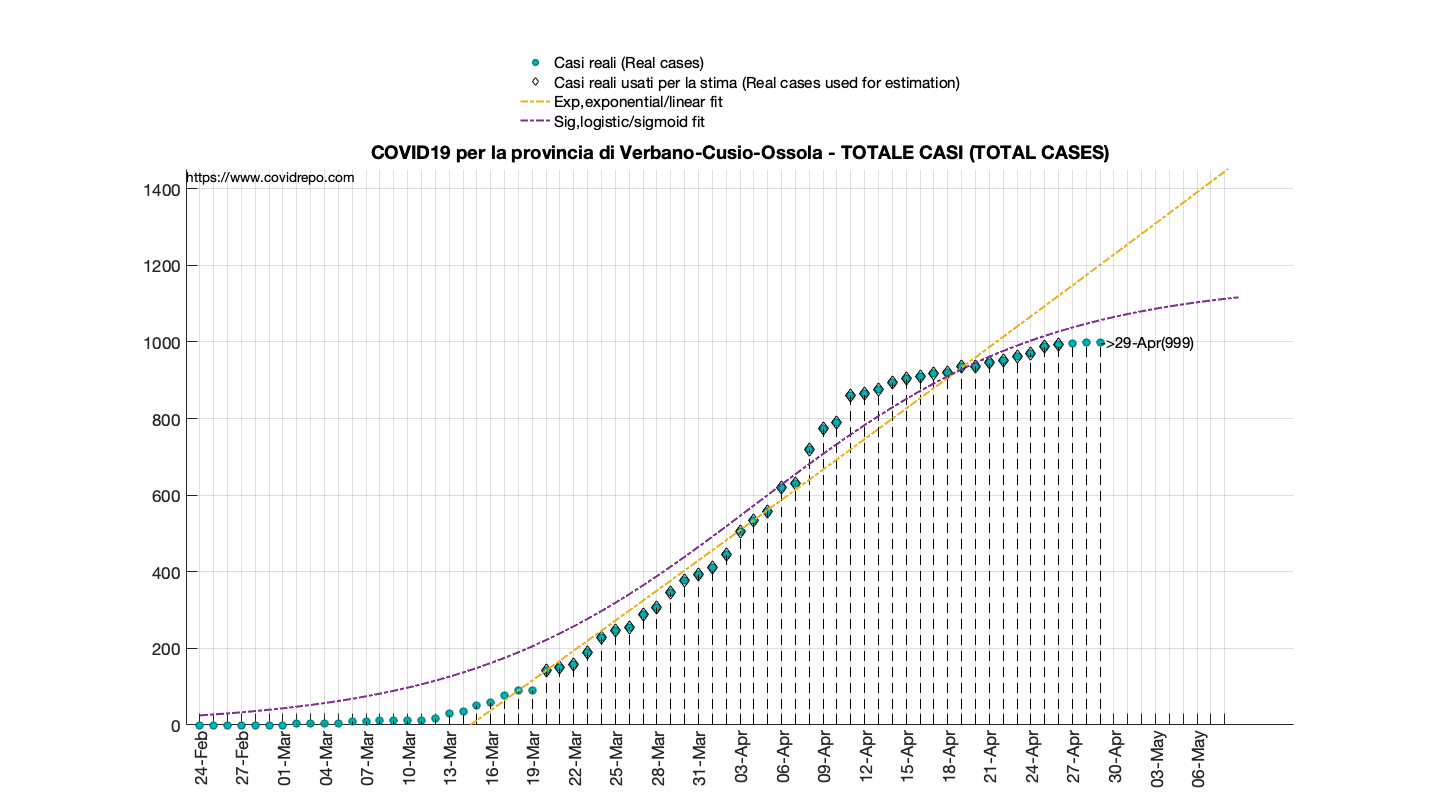 Casi reali (Real cases)
Casi reali usati per la stima (Real cases used for estimation)
Exp,exponential/linear fit
Sig,logistic/sigmoid fit
COVID19 per la provincia di Verbano-Cusio-Ossola - TOTALE CASI (TOTAL CASES)
https://www.covidrepo.com
1400
1200
1000
800
600
400
200
0
>29-Apr(999)
24-Feb
27-Feb
01-Mar
04-Mar
07-Mar
10-Mar
13-Mar
16-Mar
19-Mar
22-Mar
25-Mar
28-Mar
31-Mar
03-Apr
06-Apr
09-Apr
12-Apr
15-Apr
18-Apr
21-Apr
24-Apr
27-Apr
30-Apr
03-May
06-May